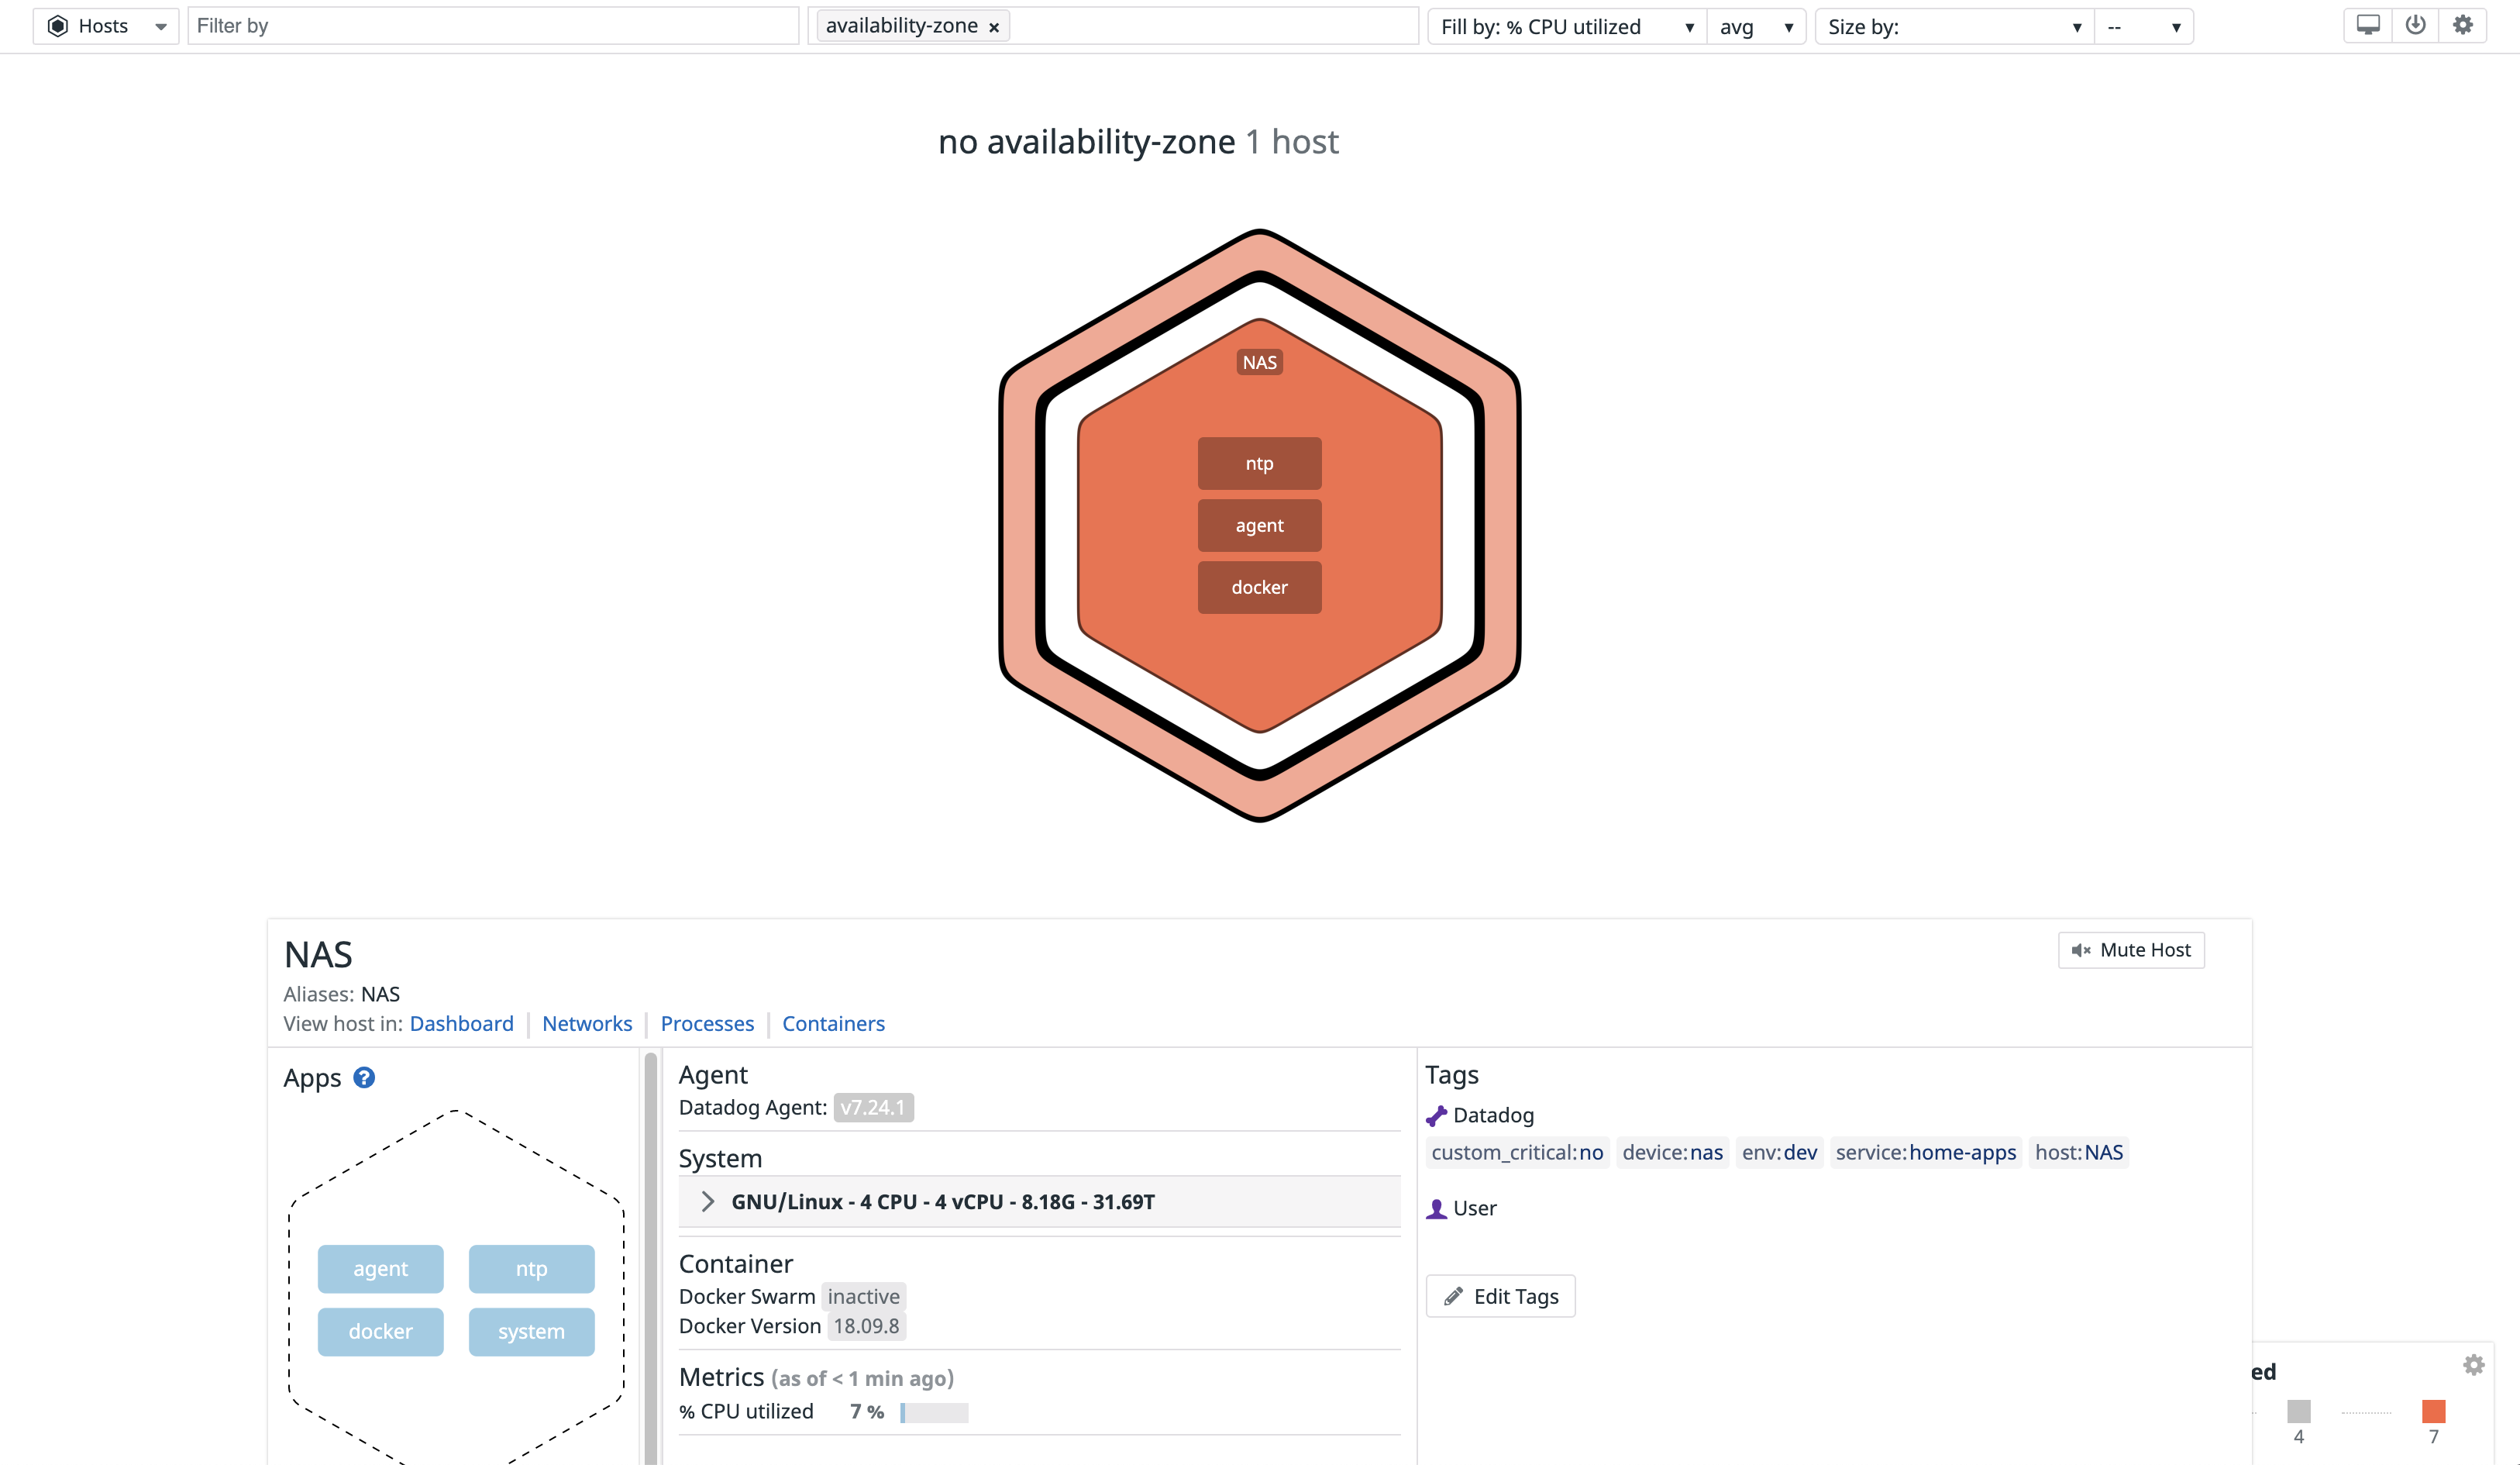 Hosts Filter by availability-zone × Fill by: % CPU utilized avg Size by: --
no availability-zone 1 host
NAS
ntp
agent
docker
NAS
Mute Host
Aliases: NAS
View host in: Dashboard Networks Processes Containers
Apps ?
agent ntp
docker system
Agent
Datadog Agent: v7.24.1
System
GNU/Linux - 4 CPU - 4 vCPU - 8.18G - 31.69T
Container
Docker Swarm inactive
Docker Version 18.09.8
Metrics (as of < 1 min ago)
% CPU utilized 7 %
Tags
Datadog
custom_critical:no device:nas env:dev service:home-apps host:NAS
User
Edit Tags
ed
4 7